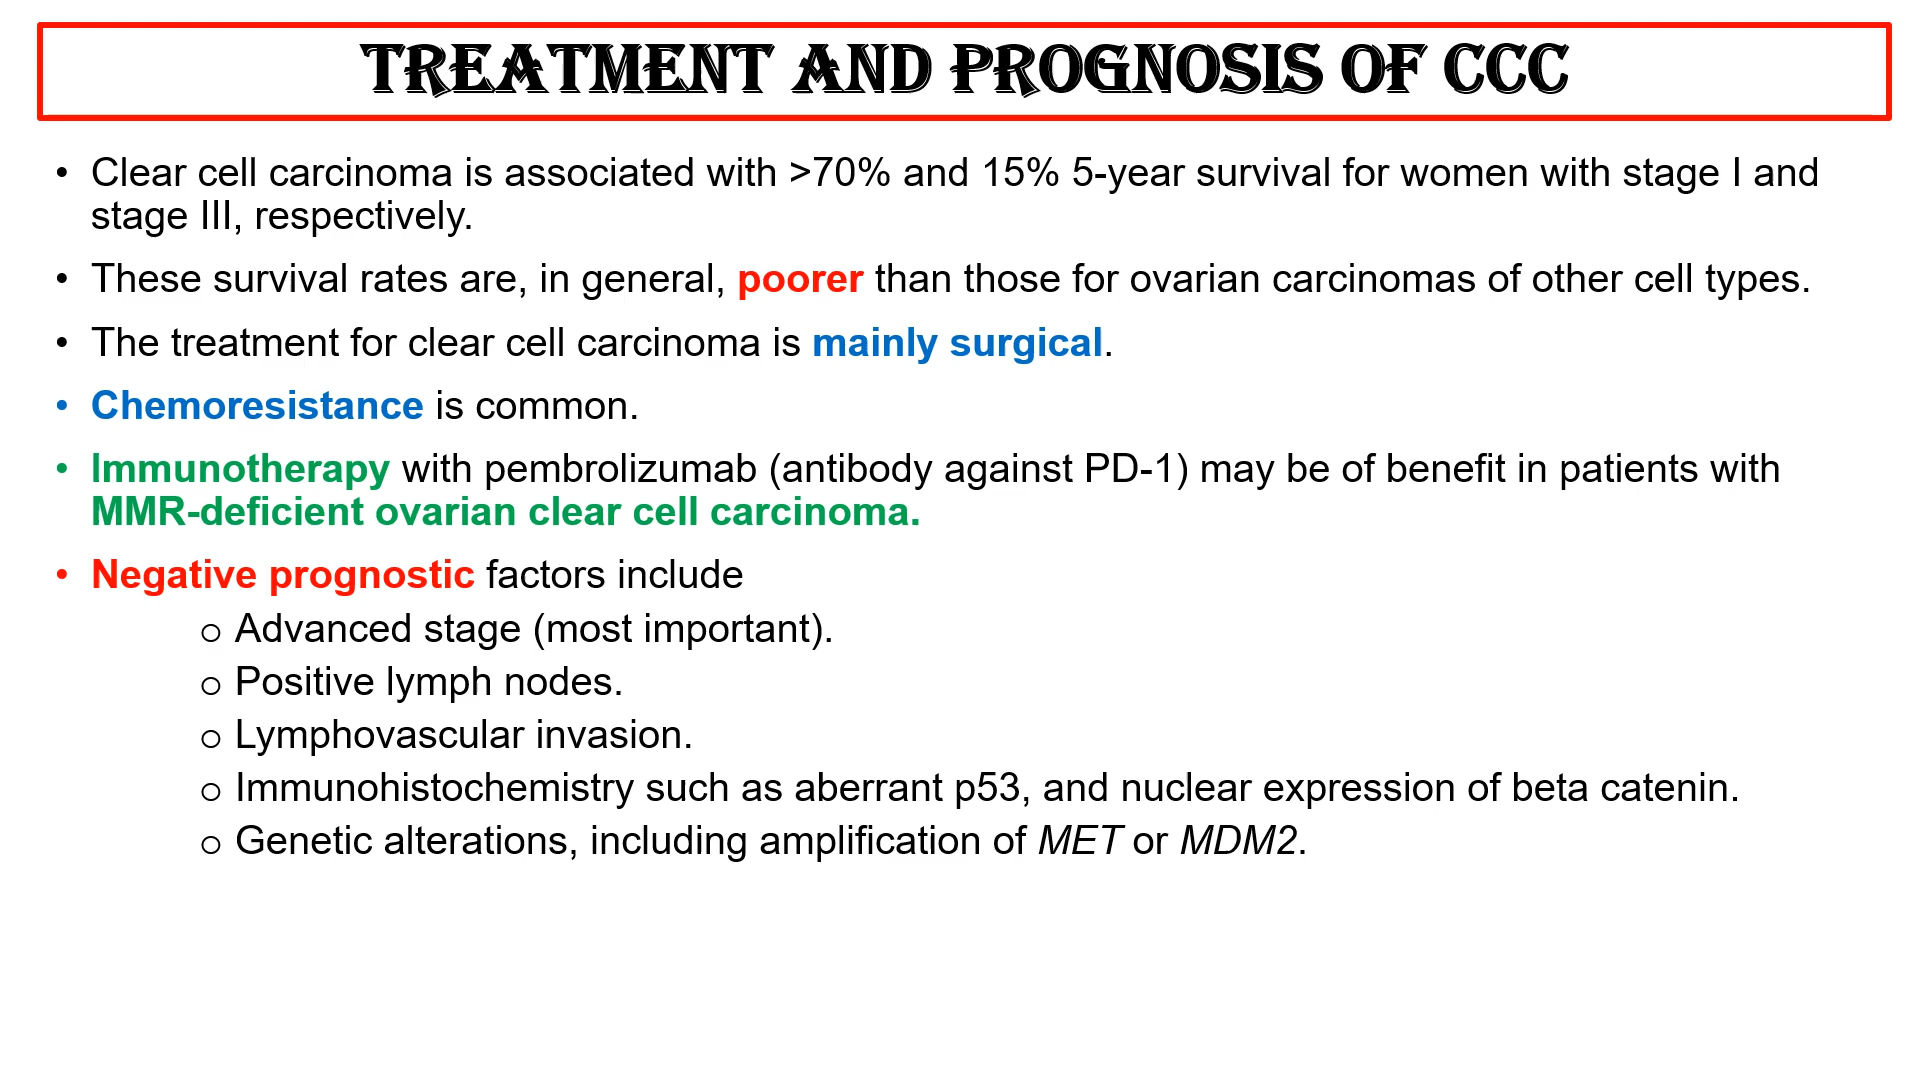 TREATMENT AND PROGNOSIS OF CCC
• Clear cell carcinoma is associated with >70% and 15% 5-year survival for women with stage I and
stage III, respectively.
• These survival rates are, in general, poorer than those for ovarian carcinomas of other cell types.
• The treatment for clear cell carcinoma is mainly surgical.
• Chemoresistance is common.
• Immunotherapy with pembrolizumab (antibody against PD-1) may be of benefit in patients with
MMR-deficient ovarian clear cell carcinoma.
• Negative prognostic factors include
o Advanced stage (most important).
o Positive lymph nodes.
o Lymphovascular invasion.
o Immunohistochemistry such as aberrant p53, and nuclear expression of beta catenin.
o Genetic alterations, including amplification of MET or MDM2.